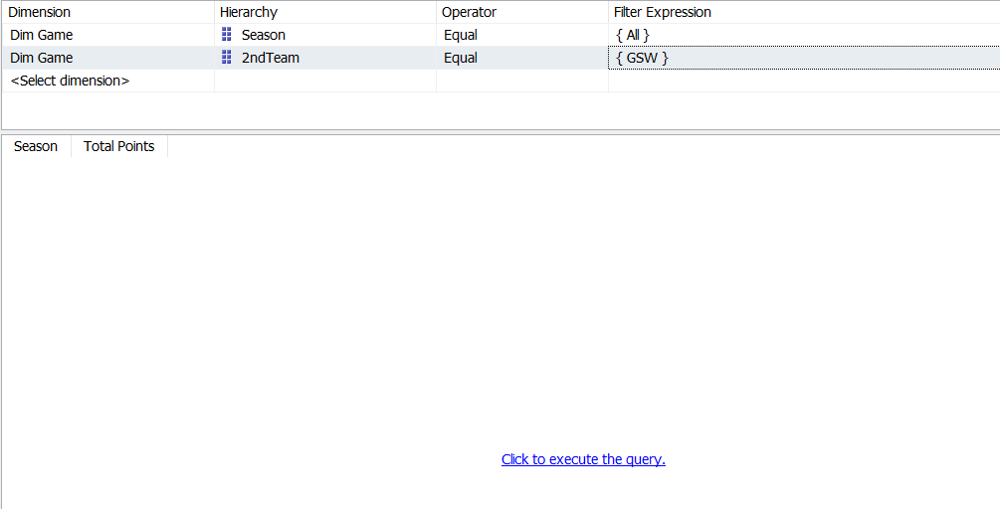 Dimension Hierarchy Operator Filter Expression
Dim Game Season Equal { All }
Dim Game 2ndTeam Equal { GSW }
<Select dimension>
Season Total Points
Click to execute the query.